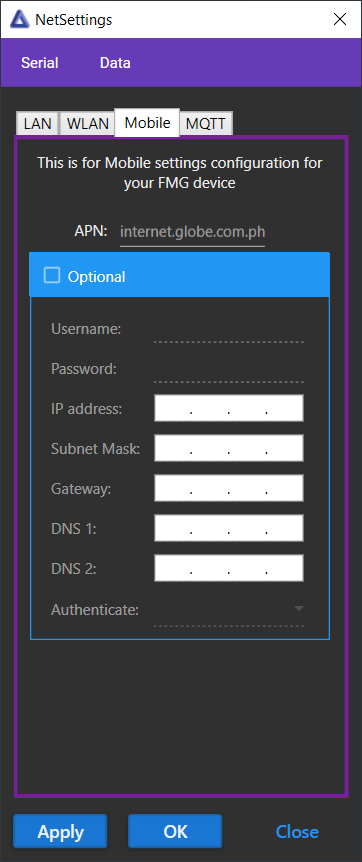 NetSettings
Serial Data
LAN WLAN Mobile MQTT
This is for Mobile settings configuration for
your FMG device
APN: internet.globe.com.ph
Optional
Username:
Password:
IP address: . . .
Subnet Mask: . . .
Gateway: . . .
DNS 1: . . .
DNS 2: . . .
Authenticate:
Apply OK Close